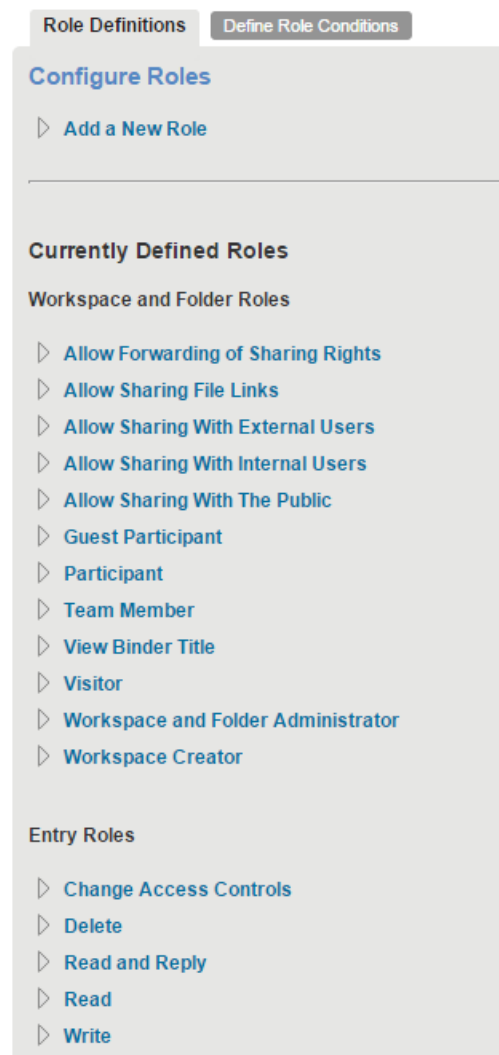 Role Definitions Define Role Conditions
Configure Roles
Add a New Role
Currently Defined Roles
Workspace and Folder Roles
Allow Forwarding of Sharing Rights
Allow Sharing File Links
Allow Sharing With External Users
Allow Sharing With Internal Users
Allow Sharing With The Public
Guest Participant
Participant
Team Member
View Binder Title
Visitor
Workspace and Folder Administrator
Workspace Creator
Entry Roles
Change Access Controls
Delete
Read and Reply
Read
Write